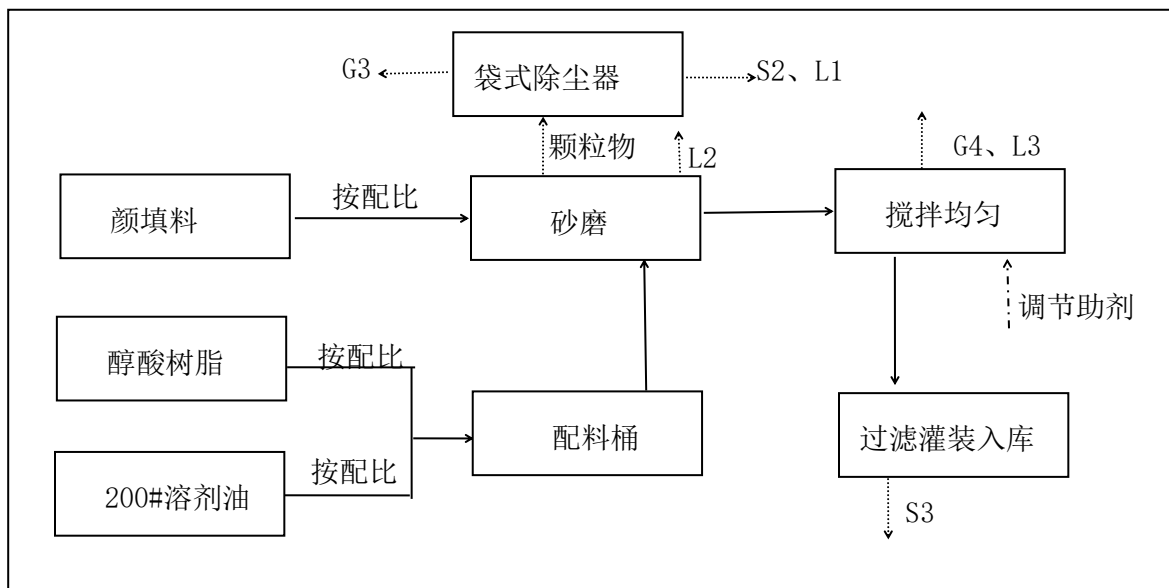 G3
袋式除尘器
S2、L1
颗粒物
L2
G4、L3
颜填料
按配比
砂磨
搅拌均匀
调节助剂
醇酸树脂
按配比
配料桶
过滤灌装入库
200#溶剂油
按配比
S3